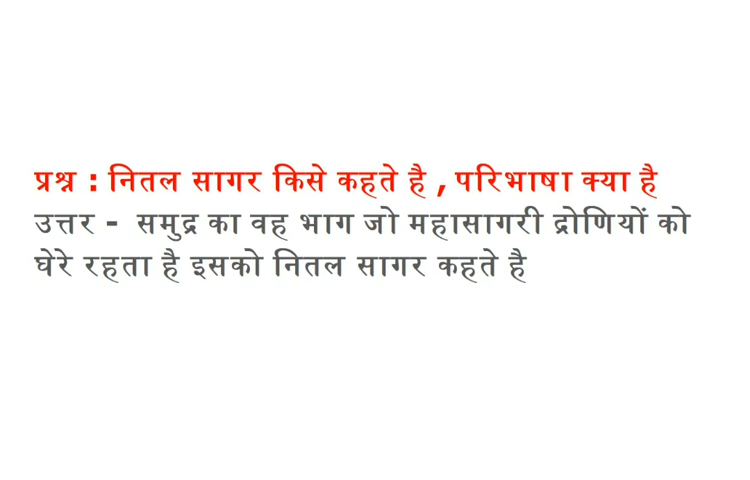 प्रश्न : नितल सागर किसे कहते है , परिभाषा क्या है
उत्तर - समुद्र का वह भाग जो महासागरी द्रोणियों को
घेरे रहता है इसको नितल सागर कहते है